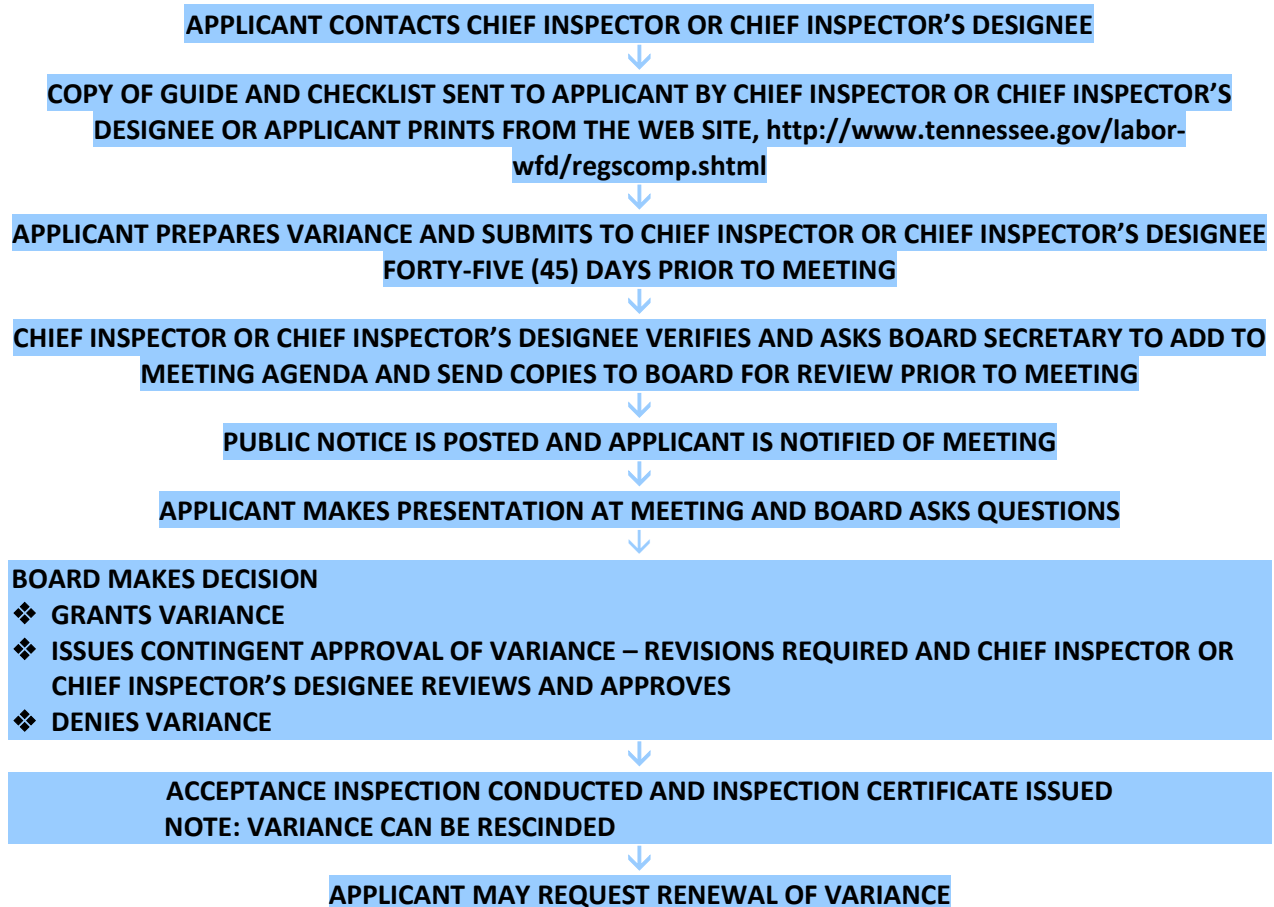 APPLICANT CONTACTS CHIEF INSPECTOR OR CHIEF INSPECTOR’S DESIGNEE
COPY OF GUIDE AND CHECKLIST SENT TO APPLICANT BY CHIEF INSPECTOR OR CHIEF INSPECTOR’S
DESIGNEE OR APPLICANT PRINTS FROM THE WEB SITE, http://www.tennessee.gov/labor-
wfd/regscomp.shtml
APPLICANT PREPARES VARIANCE AND SUBMITS TO CHIEF INSPECTOR OR CHIEF INSPECTOR’S DESIGNEE
FORTY-FIVE (45) DAYS PRIOR TO MEETING
CHIEF INSPECTOR OR CHIEF INSPECTOR’S DESIGNEE VERIFIES AND ASKS BOARD SECRETARY TO ADD TO
MEETING AGENDA AND SEND COPIES TO BOARD FOR REVIEW PRIOR TO MEETING
PUBLIC NOTICE IS POSTED AND APPLICANT IS NOTIFIED OF MEETING
APPLICANT MAKES PRESENTATION AT MEETING AND BOARD ASKS QUESTIONS
BOARD MAKES DECISION
❖ GRANTS VARIANCE
❖ ISSUES CONTINGENT APPROVAL OF VARIANCE – REVISIONS REQUIRED AND CHIEF INSPECTOR OR
CHIEF INSPECTOR’S DESIGNEE REVIEWS AND APPROVES
❖ DENIES VARIANCE
ACCEPTANCE INSPECTION CONDUCTED AND INSPECTION CERTIFICATE ISSUED
NOTE: VARIANCE CAN BE RESCINDED
APPLICANT MAY REQUEST RENEWAL OF VARIANCE